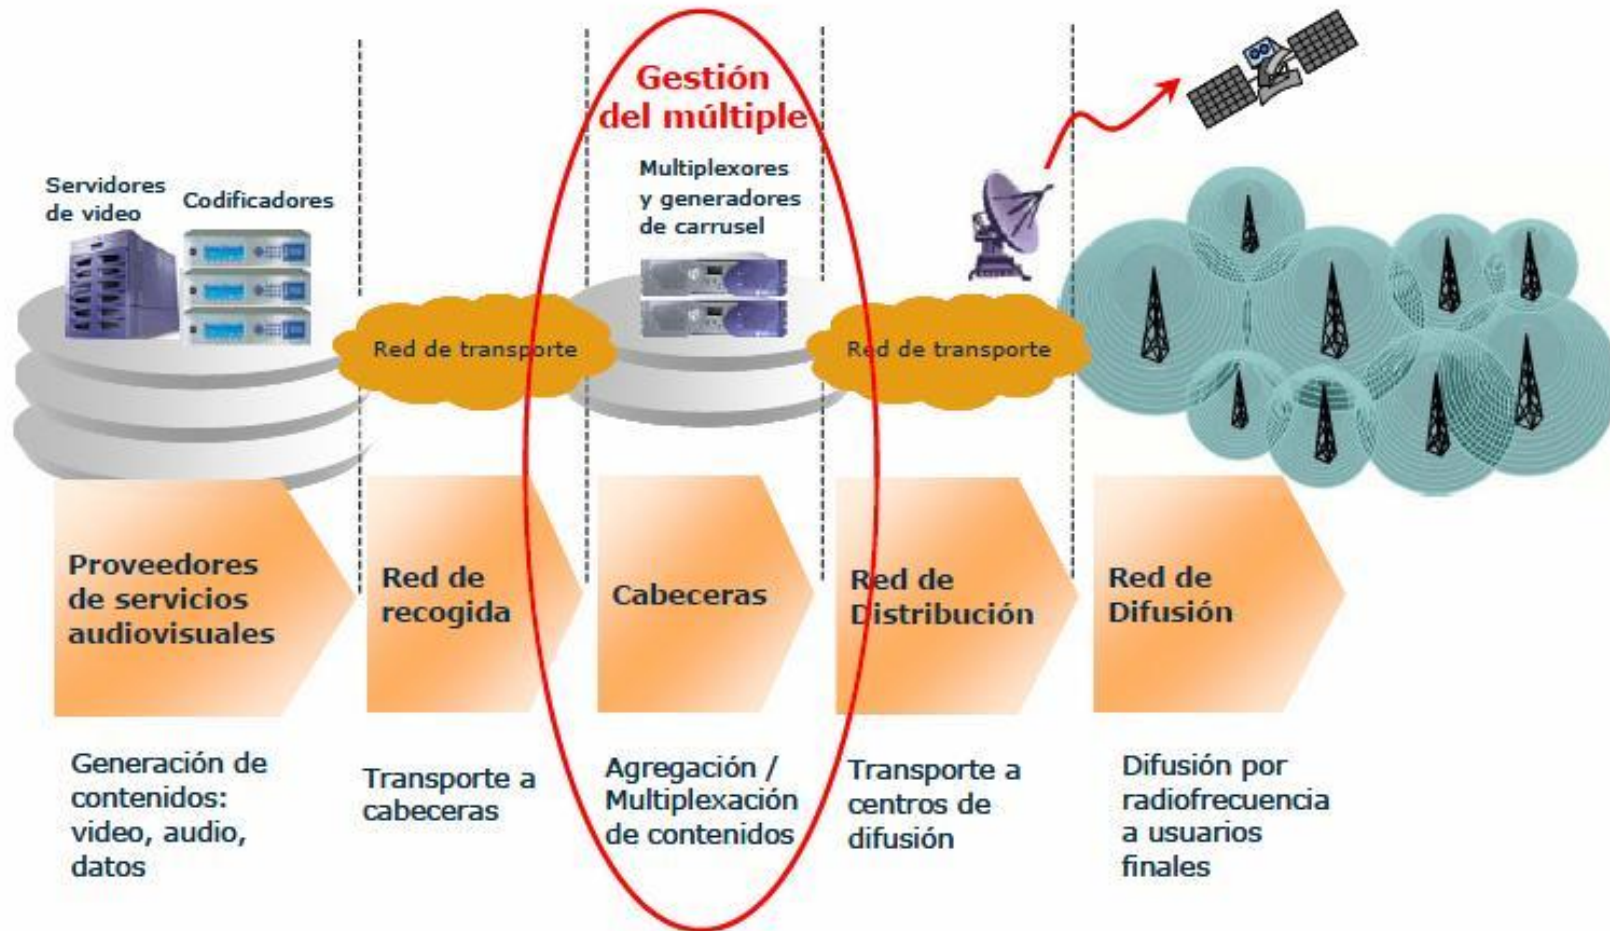 Gestión
del múltiple
Servidores
de video
Codificadores
Multiplexores
y generadores
de carrusel
Red de transporte
Red de transporte
Proveedores
de servicios
audiovisuales
Red de
recogida
Cabeceras
Red de
Distribución
Red de
Difusión
Generación de
contenidos:
video, audio,
datos
Transporte a
cabeceras
Agregación /
Multiplexación
de contenidos
Transporte a
centros de
difusión
Difusión por
radiofrecuencia
a usuarios
finales